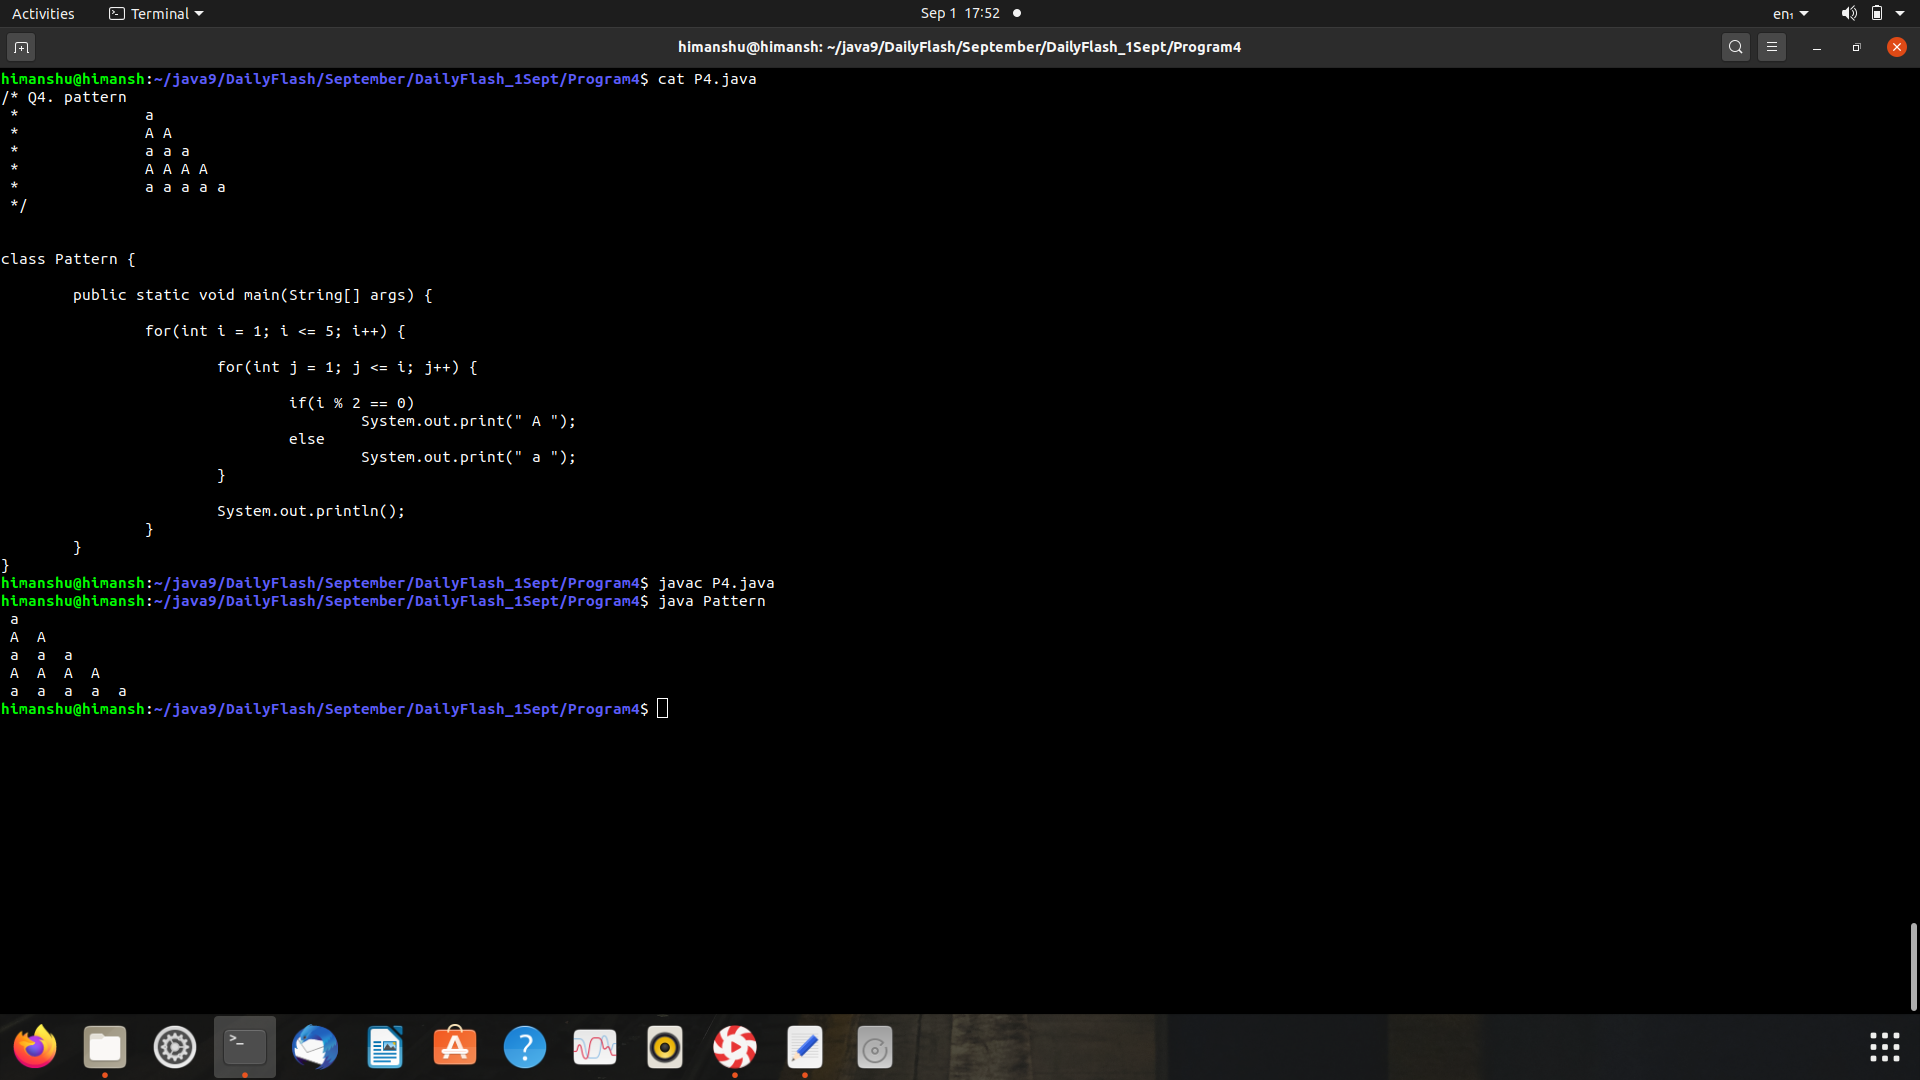 Activities Terminal Sep 1 17:52 en₁
himanshu@himansh: ~/java9/DailyFlash/September/DailyFlash_1Sept/Program4
himanshu@himansh:~/java9/DailyFlash/September/DailyFlash_1Sept/Program4$ cat P4.java
/* Q4. pattern
 *              a
 *              A A
 *              a a a
 *              A A A A
 *              a a a a a
 */


class Pattern {

        public static void main(String[] args) {

                for(int i = 1; i <= 5; i++) {

                        for(int j = 1; j <= i; j++) {

                                if(i % 2 == 0)
                                        System.out.print(" A ");
                                else
                                        System.out.print(" a ");
                        }

                        System.out.println();
                }
        }
}
himanshu@himansh:~/java9/DailyFlash/September/DailyFlash_1Sept/Program4$ javac P4.java
himanshu@himansh:~/java9/DailyFlash/September/DailyFlash_1Sept/Program4$ java Pattern
 a
 A  A
 a  a  a
 A  A  A  A
 a  a  a  a  a
himanshu@himansh:~/java9/DailyFlash/September/DailyFlash_1Sept/Program4$